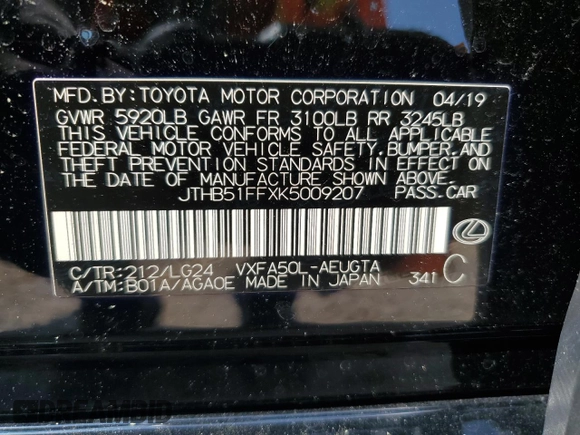 MFD.BY:TOYOTA MOTOR CORPORATION 04/19
GVWR 5920LB GAWR FR 3100LB RR 3245LB
THIS VEHICLE CONFORMS TO ALL APPLICABLE
FEDERAL MOTOR VEHICLE SAFETY,BUMPER,AND
THEFT PREVENTION STANDARDS IN EFFECT ON
THE DATE OF MANUFACTURE SHOWN ABOVE.
JTHB51FFXK5009207 PASS.CAR
C/TR:212/LG24 VXFA50L-AEUGTA
A/TM:B01A/AGA0E MADE IN JAPAN 341 C